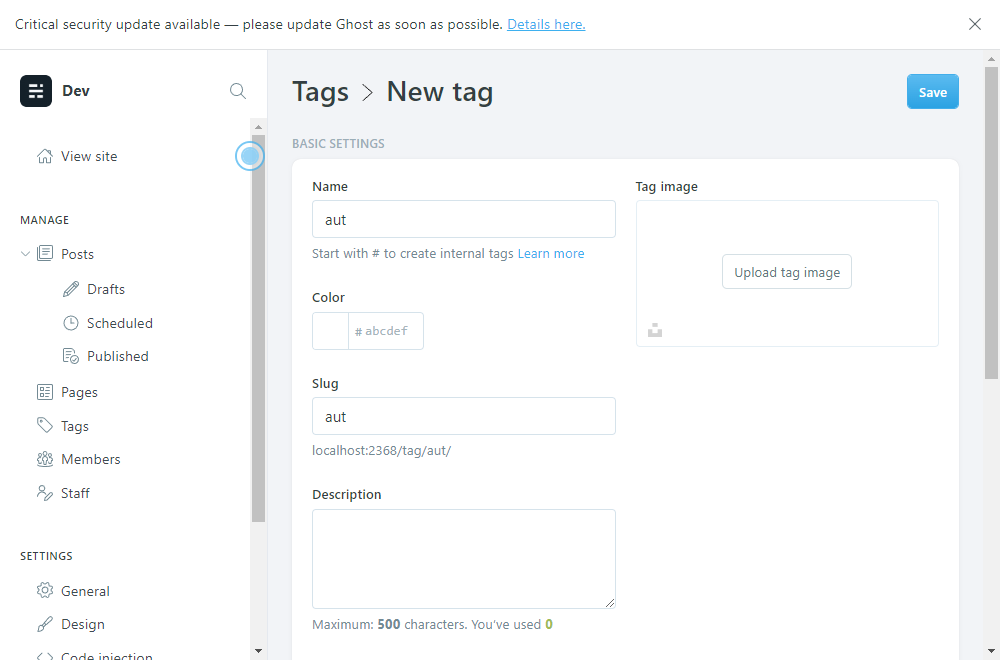 Critical security update available — please update Ghost as soon as possible. Details here.
Dev
View site
MANAGE
Posts
Drafts
Scheduled
Published
Pages
Tags
Members
Staff
SETTINGS
General
Design
Code injection
Tags > New tag
Save
BASIC SETTINGS
Name
aut
Start with # to create internal tags Learn more
Color
# abcdef
Slug
aut
localhost:2368/tag/aut/
Description
Maximum: 500 characters. You've used 0
Tag image
Upload tag image